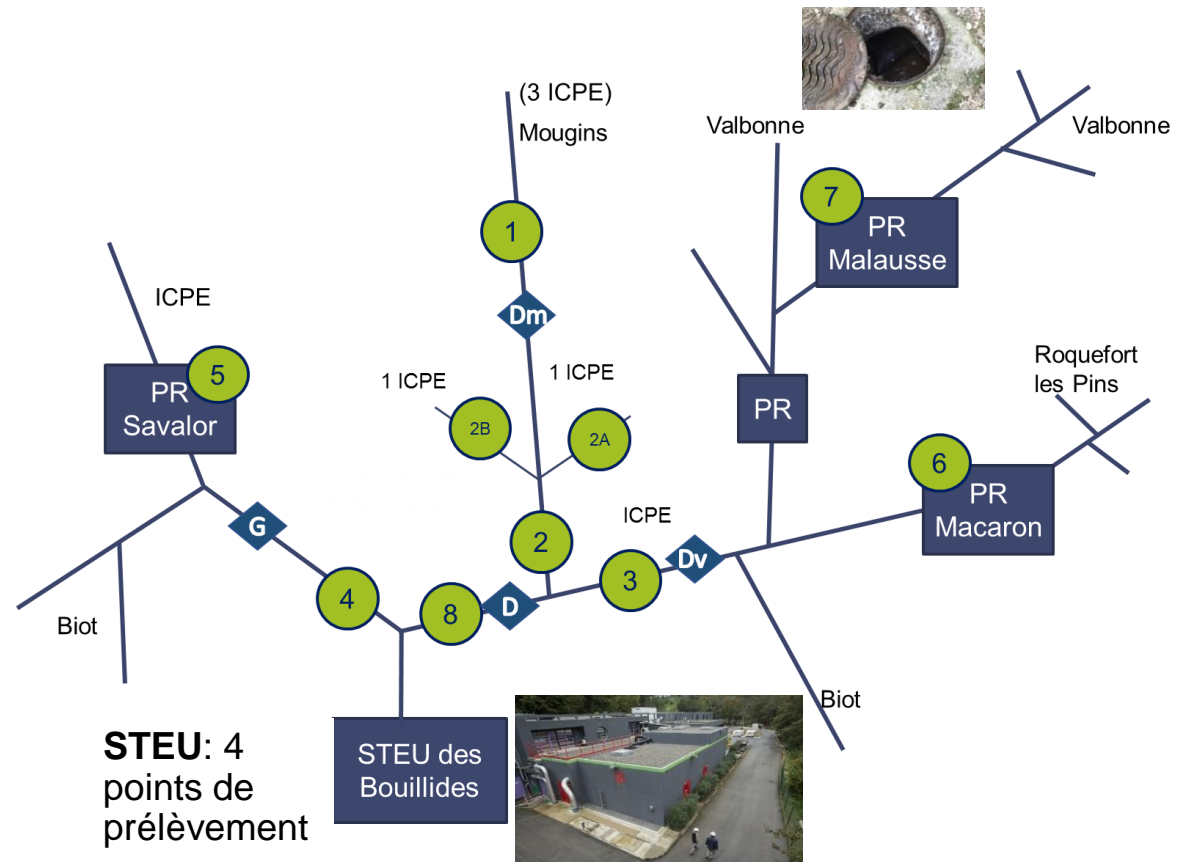 (3 ICPE)
Mougins
Valbonne
Valbonne
1
7
PR
Malausse
ICPE
Dm
5
PR
Savalor
1 ICPE
1 ICPE
2B
2A
PR
Roquefort
les Pins
6
PR
Macaron
G
2
ICPE
3
Dv
4
8
D
Biot
Biot
STEU: 4
points de
prélèvement
STEU des
Bouillides